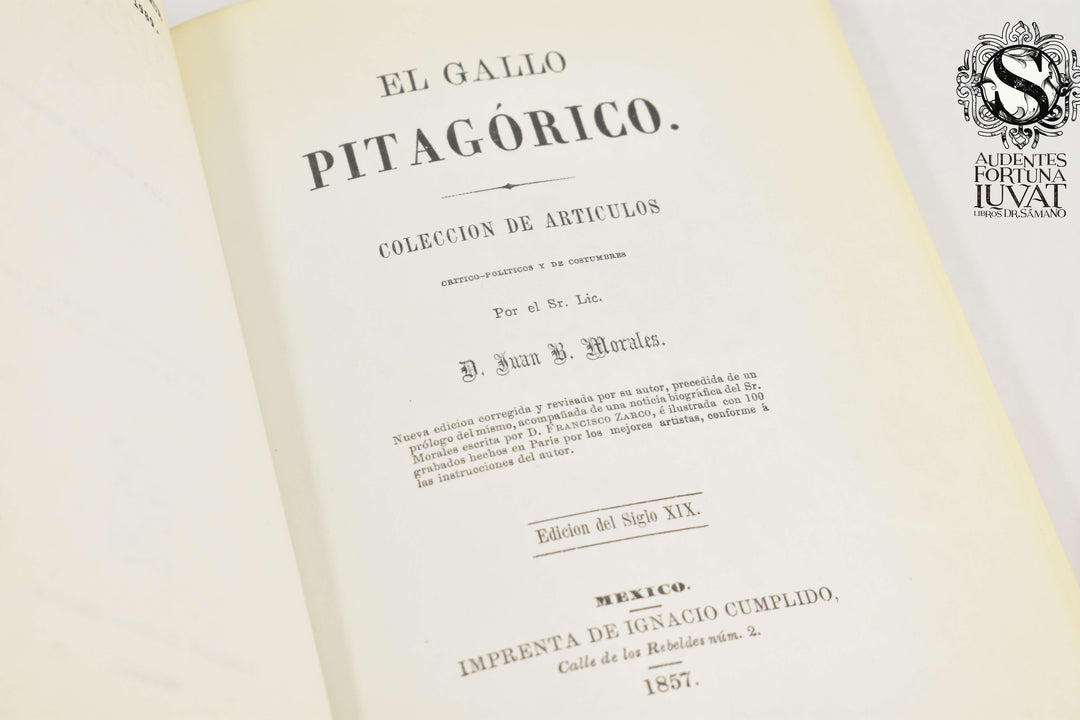 1989.
EL GALLO
PITAGÓRICO.
COLECCION DE ARTICULOS
CRITICO-POLITICOS Y DE COSTUMBRES
Por el Sr. Lic.
D. Juan B. Morales.
Nueva edicion corregida y revisada por su autor, precedida de un
prólogo del mismo, acompañada de una noticia biográfica del Sr.
Morales escrita por D. FRANCISCO ZARCO, é ilustrada con 100
grabados hechos en Paris por los mejores artistas, conforme á
las instrucciones del autor.
Edicion del Siglo XIX.
MEXICO.
IMPRENTA DE IGNACIO CUMPLIDO,
Calle de los Rebeldes núm. 2.
1857.
S
AUDENTES
FORTUNA
IUVAT
LIBROS DR. SÁMANO